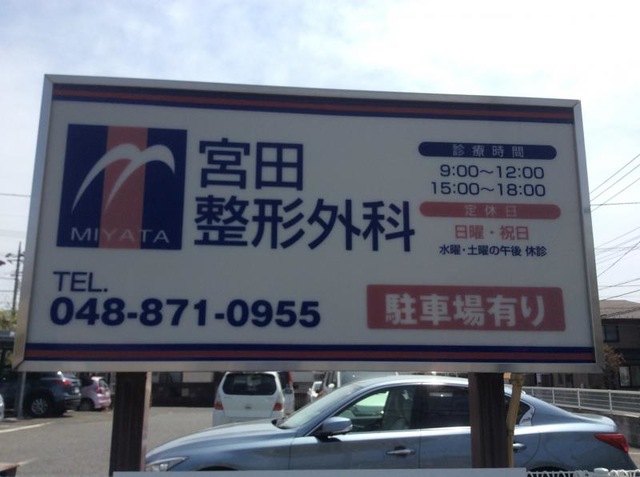 MIYATA
宮田
整形外科
TEL.
048-871-0955
診療時間
9:00～12:00
15:00～18:00
定休日
日曜・祝日
水曜・土曜の午後 休診
駐車場有り